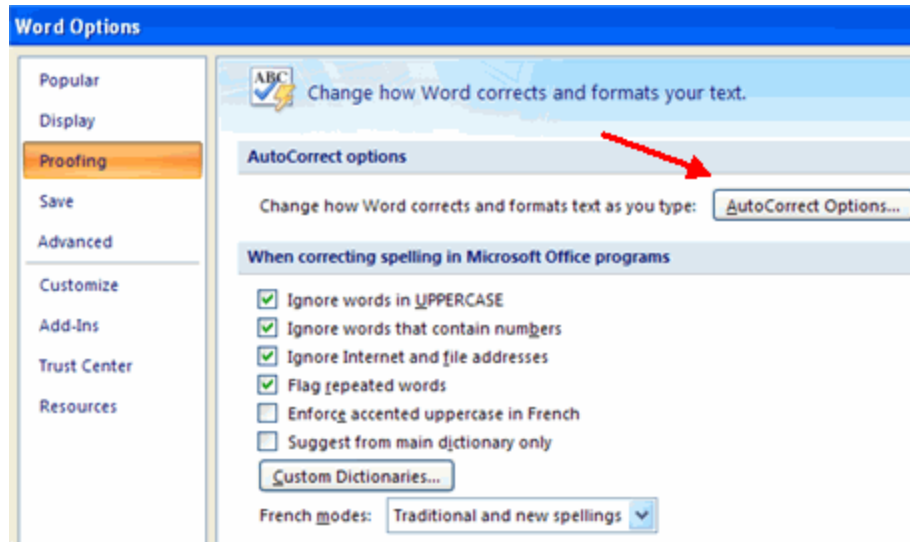 Word Options
Popular
Display
Proofing
Save
Advanced
Customize
Add-Ins
Trust Center
Resources
ABC
Change how Word corrects and formats your text.
AutoCorrect options
Change how Word corrects and formats text as you type: AutoCorrect Options...
When correcting spelling in Microsoft Office programs
Ignore words in UPPERCASE
Ignore words that contain numbers
Ignore Internet and file addresses
Flag repeated words
Enforce accented uppercase in French
Suggest from main dictionary only
Custom Dictionaries...
French modes: Traditional and new spellings